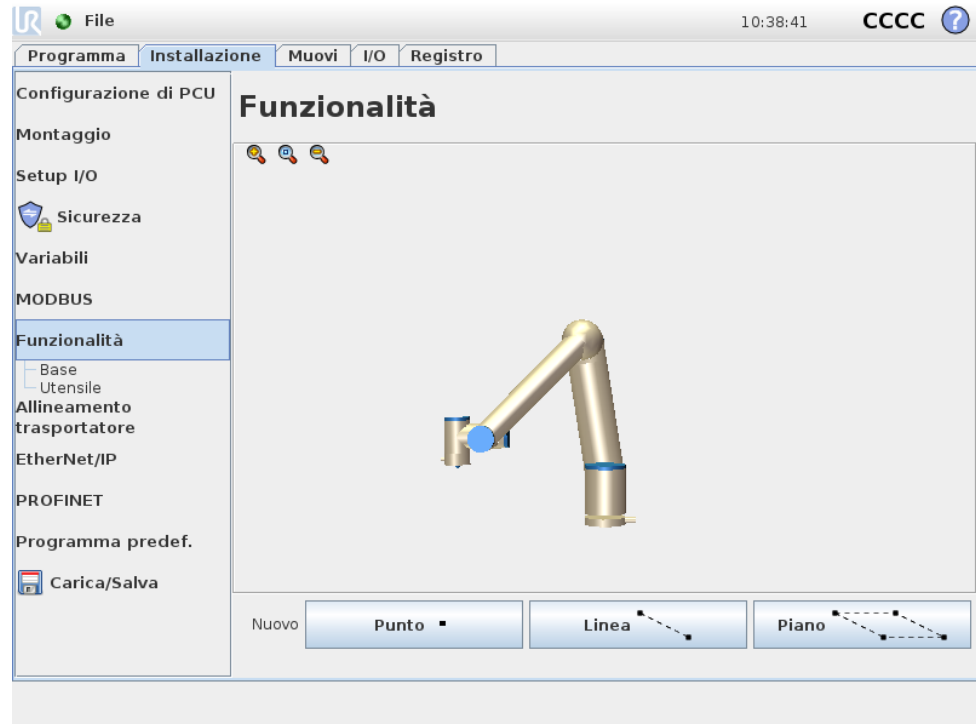 UR File 10:38:41 CCCC ?
Programma Installazione Muovi I/O Registro
Configurazione di PCU
Montaggio
Setup I/O
Sicurezza
Variabili
MODBUS
Funzionalità
Base
Utensile
Allineamento
trasportatore
EtherNet/IP
PROFINET
Programma predef.
Carica/Salva
Funzionalità
Nuovo Punto Linea Piano